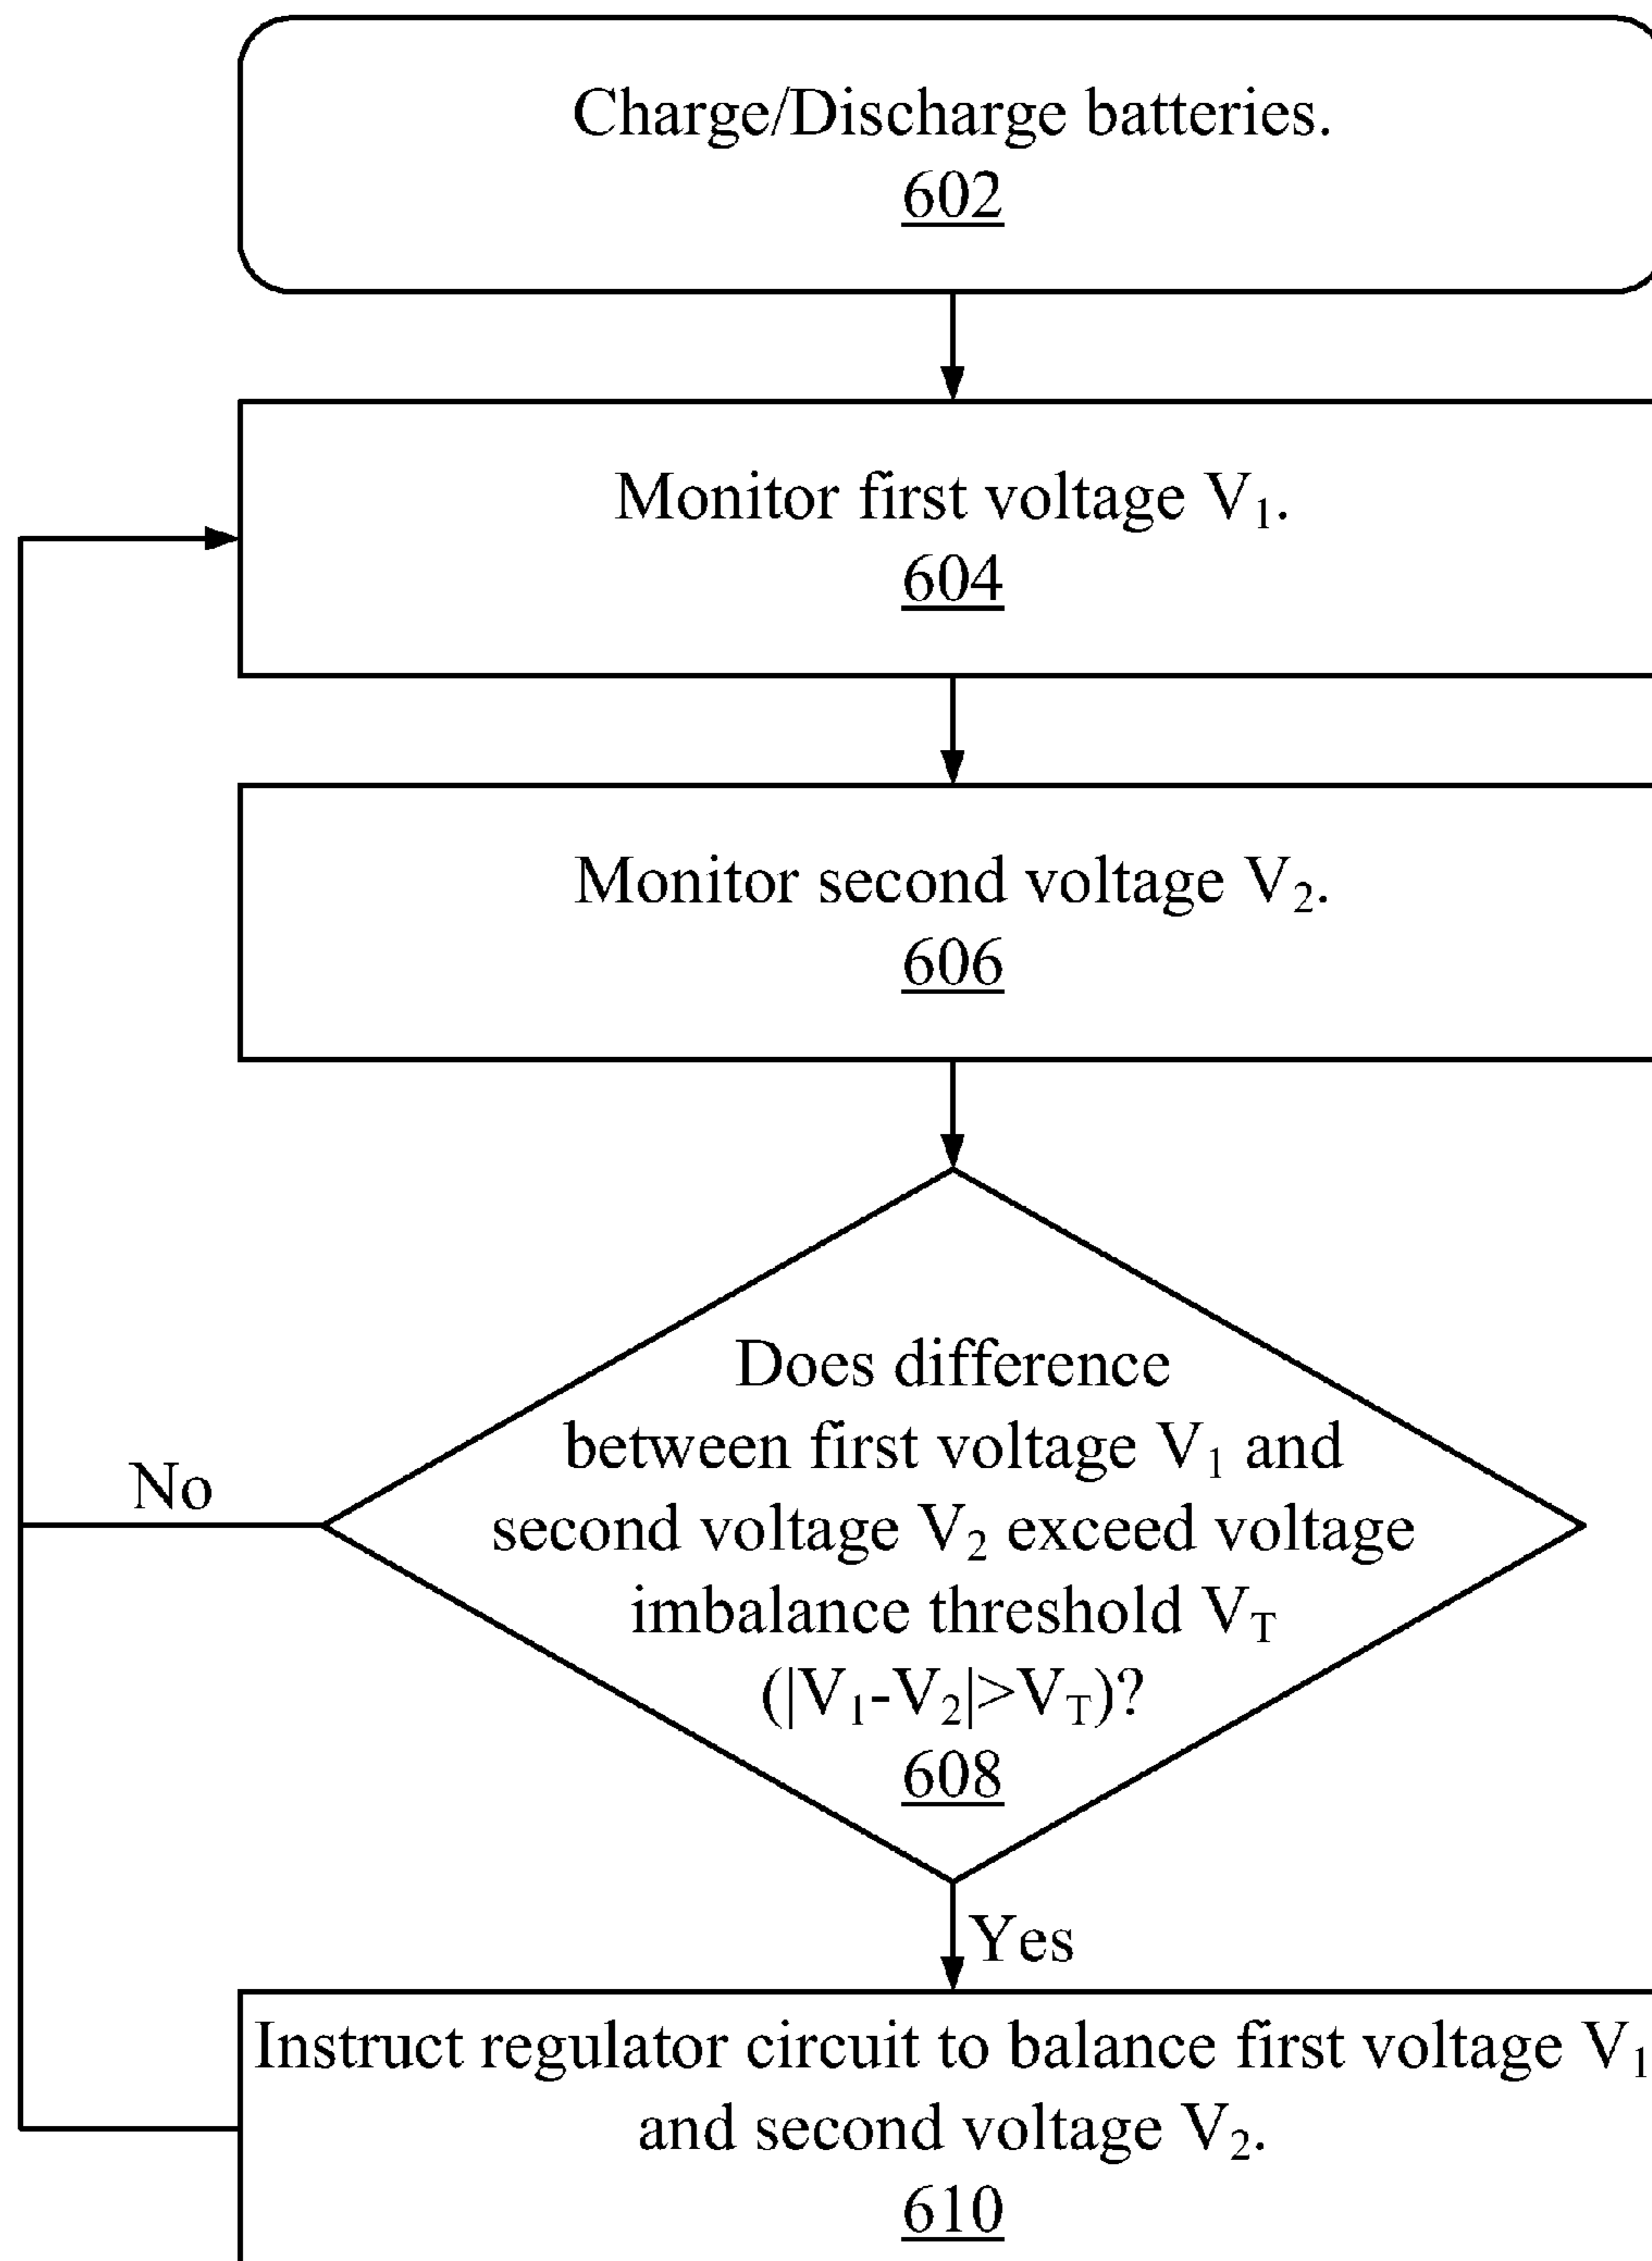 Charge/Discharge batteries.
602
Monitor first voltage V₁.
604
Monitor second voltage V₂.
606
Does difference
between first voltage V₁ and
second voltage V₂ exceed voltage
imbalance threshold V_T
(|V₁-V₂|>V_T)?
608
No
Yes
Instruct regulator circuit to balance first voltage V₁
and second voltage V₂.
610